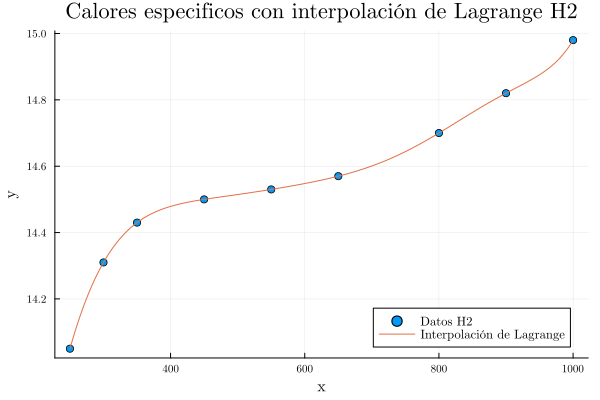 Calores especificos con interpolación de Lagrange H2
15.0
14.8
14.6
14.4
14.2
y
400
600
800
1000
x
Datos H2
Interpolación de Lagrange